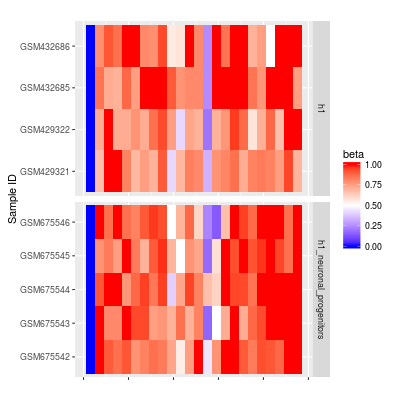 Sample ID
GSM432686
GSM432685
GSM429322
GSM429321
h1
GSM675546
GSM675545
GSM675544
GSM675543
GSM675542
h1_neuronal_progenitors
beta
1.00
0.75
0.50
0.25
0.00